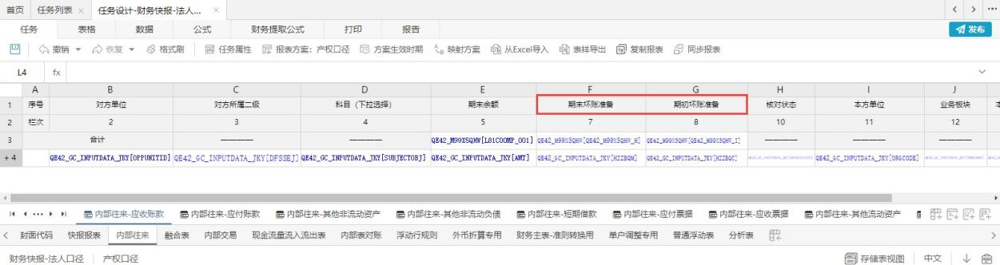 首页 任务列表 × 任务设计-财务快报-法人... ×
任务 表格 数据 公式 财务提取公式 打印 报告 发布
撤销 恢复 格式刷 任务属性 报表方案：产权口径 方案生效时期 映射方案 从Excel导入 表样导出 复制报表 同步报表
L4 fx
A B C D E F G H I J
1 序号 对方单位 对方所属二级 科目（下拉选择） 期末余额 期末坏账准备 期初坏账准备 核对状态 本方单位 业务板块
2 栏次 2 3 4 5 7 8 10 11 12
3 合计 ———— ———— QE42_M99X5QHV[L81COOMP_001] QE42_M99X5QHV[QE42_M99X5QHV_H] QE42_M99X5QHV[QE42_M99X5QHV_I] ———— ———— ————
+ 4 QE42_GC_INPUTDATA_JKY[OPPUNITID] QE42_GC_INPUTDATA_JKY[DFSSEJ] QE42_GC_INPUTDATA_JKY[SUBJECTOBJ] QE42_GC_INPUTDATA_JKY[AMT] QE42_GC_INPUTDATA_JKY[HZZBQM] QE42_GC_INPUTDATA_JKY[HZZBQC] QE42_GC_INPUTDATA_JKY[ORGCODE]
内部往来-应收账款 内部往来-应付账款 内部往来-其他非流动资产 内部往来-其他非流动负债 内部往来-短期借款 内部往来-应付票据 内部往来-应收票据 内部往来-其他流动资产
封面代码 快报报表 内部往来 融合表 内部交易 现金流量流入流出表 内部表对账 浮动行规则 外币折算专用 财务主表-准则转换用 单户调整专用 普通浮动表 分析表
财务快报-法人口径 产权口径 存储表视图 中文